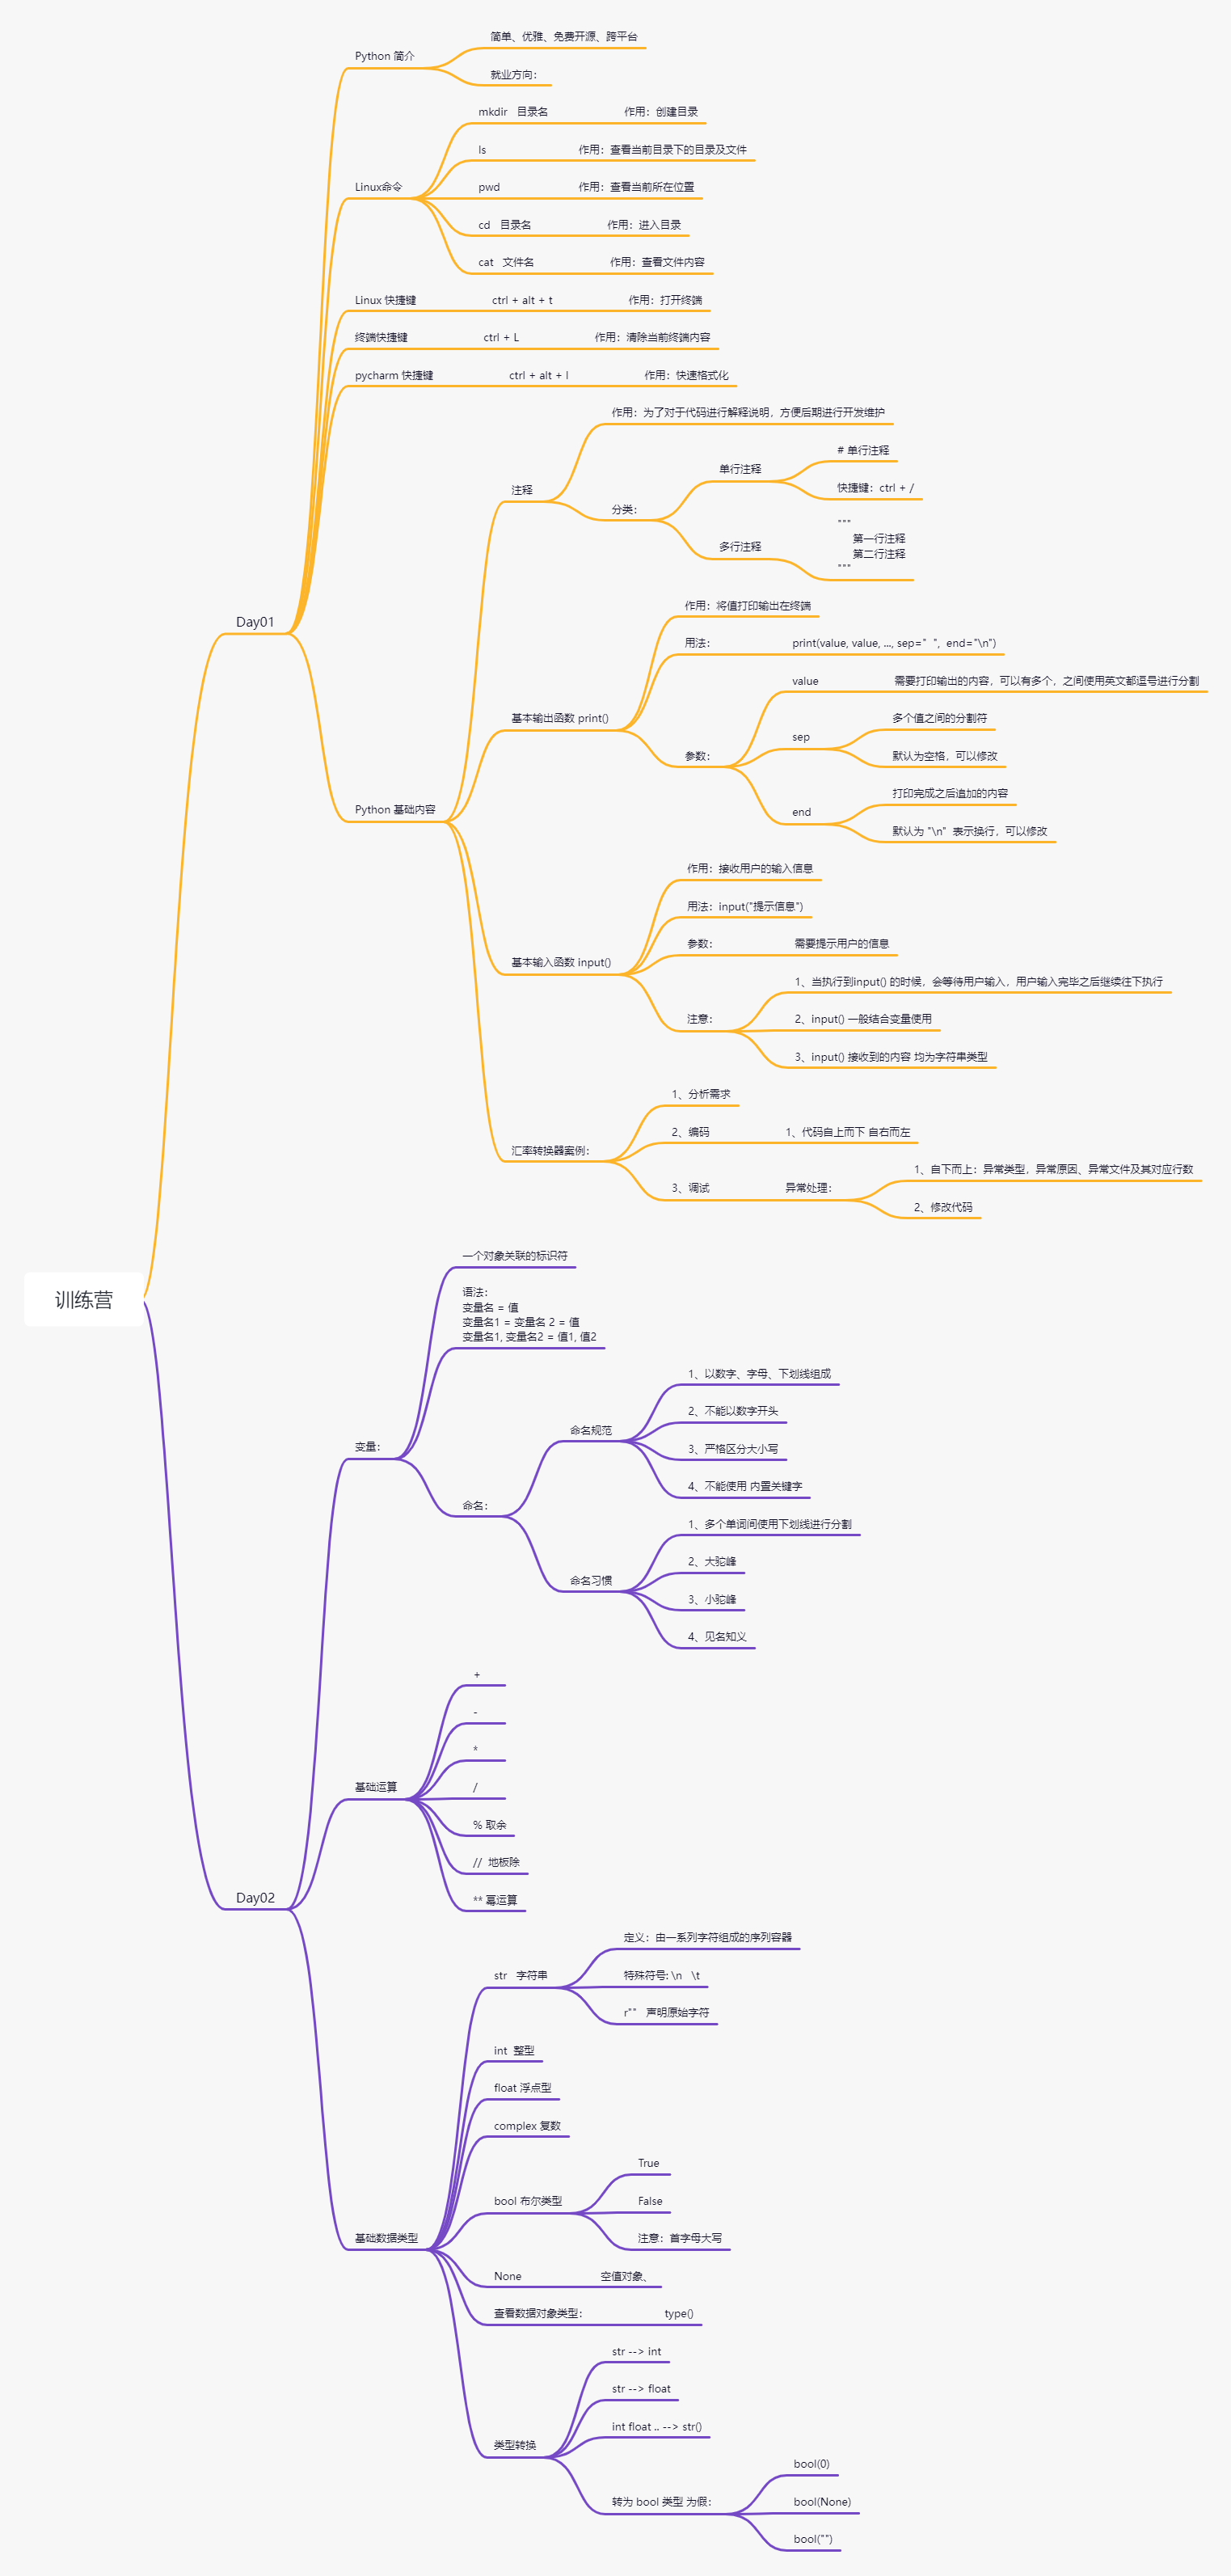 训练营
Day01
Python 简介
简单、优雅、免费开源、跨平台
就业方向：
Linux命令
mkdir 目录名 作用：创建目录
ls 作用：查看当前目录下的目录及文件
pwd 作用：查看当前所在位置
cd 目录名 作用：进入目录
cat 文件名 作用：查看文件内容
Linux 快捷键 ctrl + alt + t 作用：打开终端
终端快捷键 ctrl + L 作用：清除当前终端内容
pycharm 快捷键 ctrl + alt + l 作用：快速格式化
Python 基础内容
注释
作用：为了对于代码进行解释说明，方便后期进行开发维护
分类：
单行注释
# 单行注释
快捷键：ctrl + /
多行注释
"""
第一行注释
第二行注释
"""
基本输出函数 print()
作用：将值打印输出在终端
用法： print(value, value, ..., sep=" ", end="\n")
参数：
value 需要打印输出的内容，可以有多个，之间使用英文都逗号进行分割
sep
多个值之间的分割符
默认为空格，可以修改
end
打印完成之后追加的内容
默认为 "\n" 表示换行，可以修改
基本输入函数 input()
作用：接收用户的输入信息
用法：input("提示信息")
参数： 需要提示用户的信息
注意：
1、当执行到input() 的时候，会等待用户输入，用户输入完毕之后继续往下执行
2、input() 一般结合变量使用
3、input() 接收到的内容 均为字符串类型
汇率转换器案例：
1、分析需求
2、编码 1、代码自上而下 自右而左
3、调试 异常处理：
1、自下而上：异常类型，异常原因、异常文件及其对应行数
2、修改代码
Day02
变量：
一个对象关联的标识符
语法：
变量名 = 值
变量名1 = 变量名 2 = 值
变量名1, 变量名2 = 值1, 值2
命名：
命名规范
1、以数字、字母、下划线组成
2、不能以数字开头
3、严格区分大小写
4、不能使用 内置关键字
命名习惯
1、多个单词间使用下划线进行分割
2、大驼峰
3、小驼峰
4、见名知义
基础运算
+
-
*
/
% 取余
// 地板除
** 幂运算
基础数据类型
str 字符串
定义：由一系列字符组成的序列容器
特殊符号: \n \t
r"" 声明原始字符
int 整型
float 浮点型
complex 复数
bool 布尔类型
True
False
注意：首字母大写
None 空值对象、
查看数据对象类型： type()
类型转换
str --> int
str --> float
int float .. --> str()
转为 bool 类型 为假：
bool(0)
bool(None)
bool("")